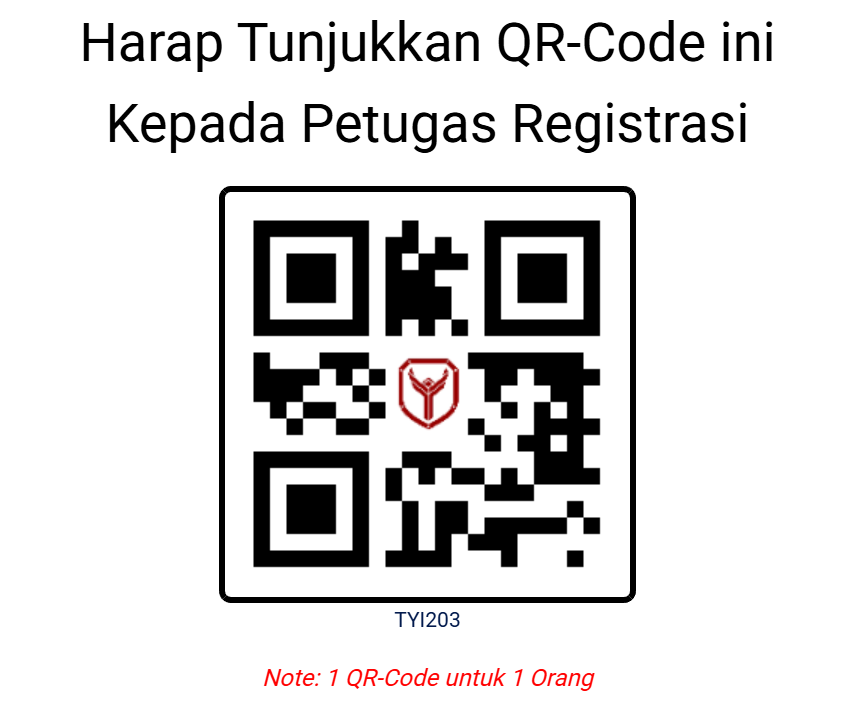 Harap Tunjukkan QR-Code ini
Kepada Petugas Registrasi
TYI203
Note: 1 QR-Code untuk 1 Orang